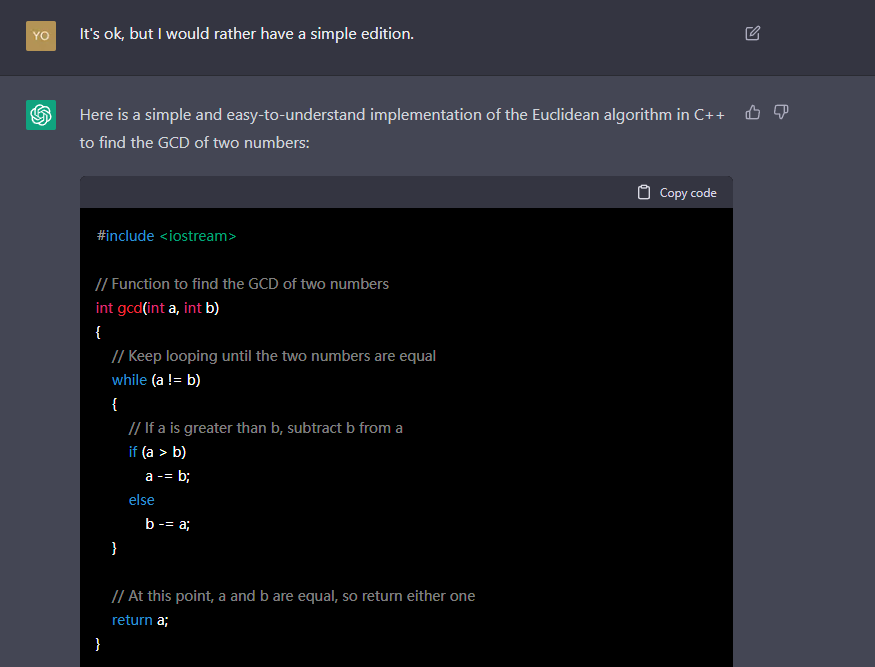 YO
It's ok, but I would rather have a simple edition.
Here is a simple and easy-to-understand implementation of the Euclidean algorithm in C++
to find the GCD of two numbers:
Copy code
#include <iostream>
// Function to find the GCD of two numbers
int gcd(int a, int b)
{
// Keep looping until the two numbers are equal
while (a != b)
{
// If a is greater than b, subtract b from a
if (a > b)
a -= b;
else
b -= a;
}
// At this point, a and b are equal, so return either one
return a;
}